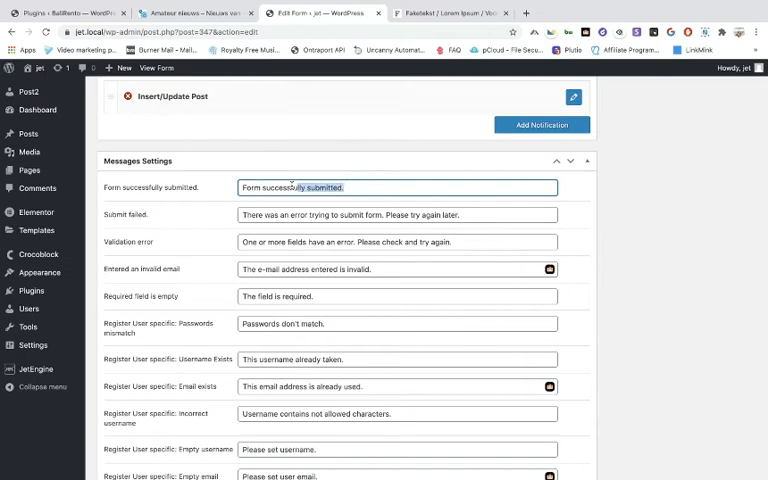 Plugins ‹ BaliRento — WordPress
Amateur nieuws – Nieuws van
Edit Form ‹ jet — WordPress
Faketekst / Lorem Ipsum / Voor
jet.local/wp-admin/post.php?post=347&action=edit
Apps
Video marketing p...
Burner Mail - Mail...
Royalty Free Musi...
Ontraport API
Uncanny Automat...
FAQ
pCloud - File Priva...
Plutio
Affiliate Program...
LinkMink
jet
1
0
New
View Form
Howdy, jet
Post2
Dashboard
Posts
Media
Pages
Comments
Elementor
Templates
Crocoblock
Appearance
Plugins
Users
Tools
Settings
JetEngine
Collapse menu
Insert/Update Post
Add Notification
Messages Settings
Form successfully submitted.
Form successfully submitted.
Submit failed.
There was an error trying to submit form. Please try again later.
Validation error
One or more fields have an error. Please check and try again.
Entered an invalid email
The e-mail address entered is invalid.
Required field is empty
The field is required.
Register User specific: Passwords
mismatch
Passwords don't match.
Register User specific: Username Exists
This username already taken.
Register User specific: Email exists
This email address is already used.
Register User specific: Incorrect
username
Username contains not allowed characters.
Register User specific: Empty username
Please set username.
Register User specific: Empty email
Please set user email.